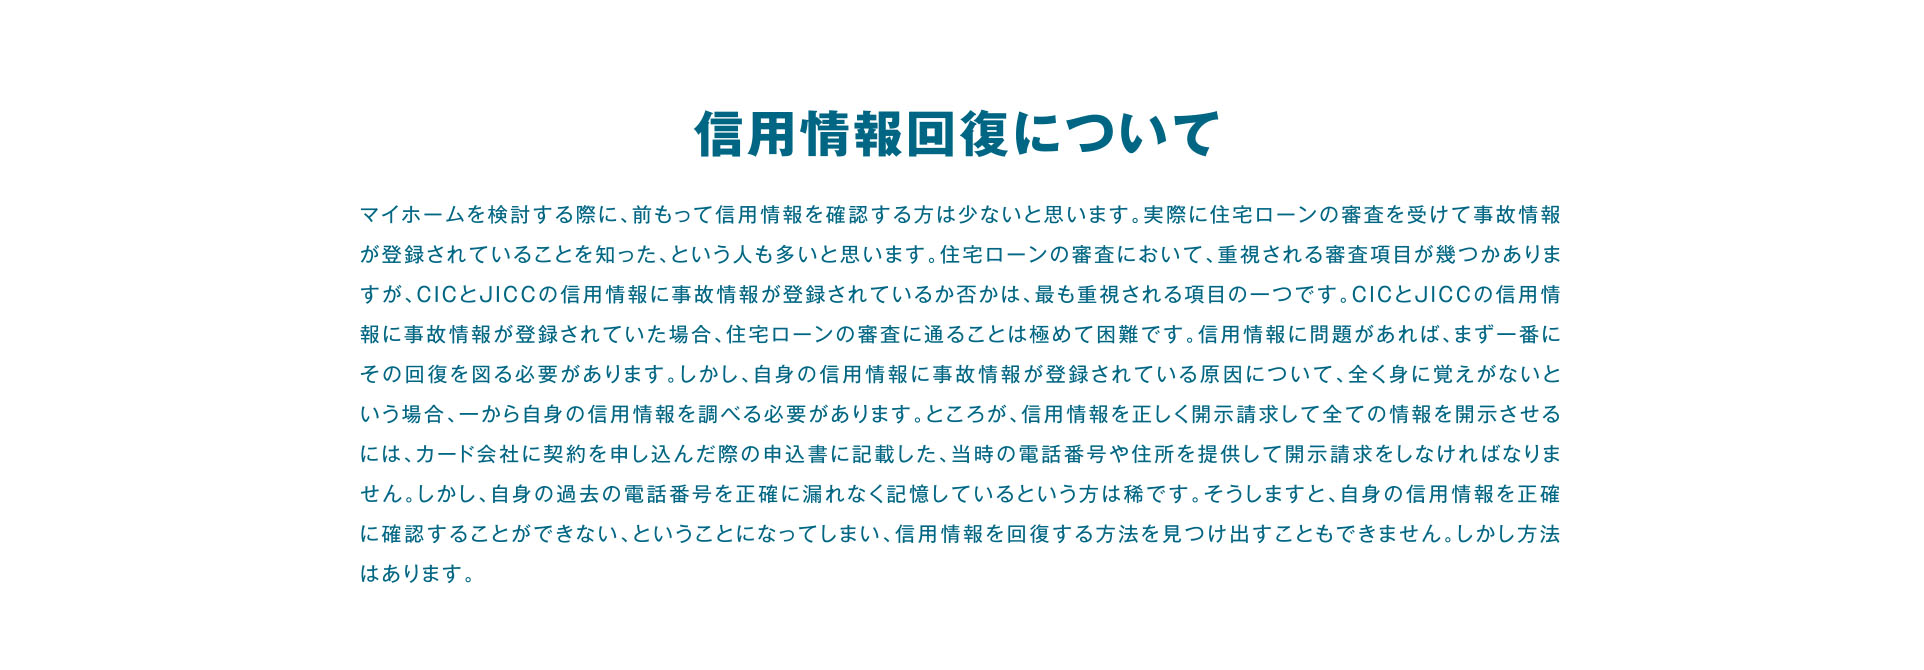 信用情報回復について
マイホームを検討する際に、前もって信用情報を確認する方は少ないと思います。実際に住宅ローンの審査を受けて事故情報
が登録されていることを知った、という人も多いと思います。住宅ローンの審査において、重視される審査項目が幾つかありま
すが、CICとJICCの信用情報に事故情報が登録されているか否かは、最も重視される項目の一つです。CICとJICCの信用情
報に事故情報が登録されていた場合、住宅ローンの審査に通ることは極めて困難です。信用情報に問題があれば、まず一番に
その回復を図る必要があります。しかし、自身の信用情報に事故情報が登録されている原因について、全く身に覚えがないと
いう場合、一から自身の信用情報を調べる必要があります。ところが、信用情報を正しく開示請求して全ての情報を開示させる
には、カード会社に契約を申し込んだ際の申込書に記載した、当時の電話番号や住所を提供して開示請求をしなければなりま
せん。しかし、自身の過去の電話番号を正確に漏れなく記憶しているという方は稀です。そうしますと、自身の信用情報を正確
に確認することができない、ということになってしまい、信用情報を回復する方法を見つけ出すこともできません。しかし方法
はあります。